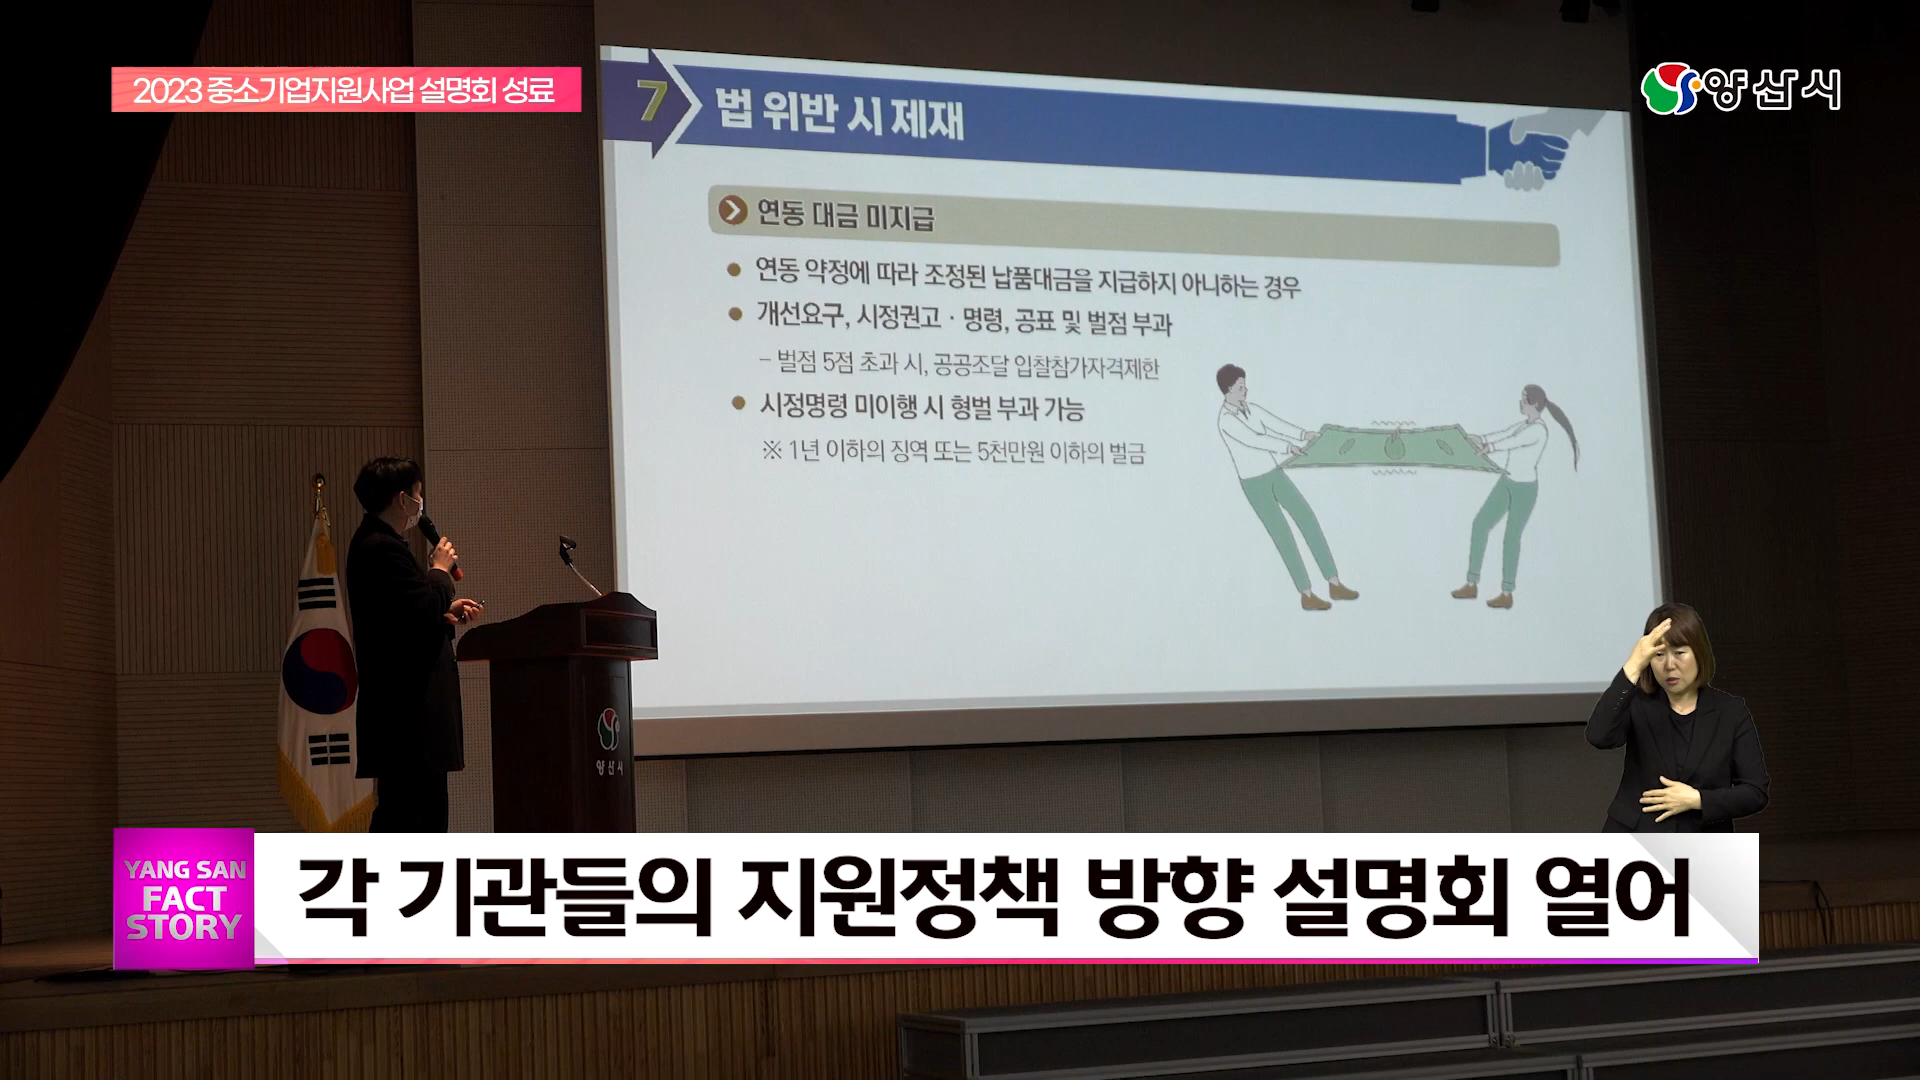 2023 중소기업지원사업 설명회 성료
양산시
7
법 위반 시 제재
연동 대금 미지급
연동 약정에 따라 조정된 납품대금을 지급하지 아니하는 경우
개선요구, 시정권고 · 명령, 공표 및 벌점 부과
– 벌점 5점 초과 시, 공공조달 입찰참가자격제한
시정명령 미이행 시 형벌 부과 가능
※ 1년 이하의 징역 또는 5천만원 이하의 벌금
양산시
YANG SAN
FACT
STORY
각 기관들의 지원정책 방향 설명회 열어